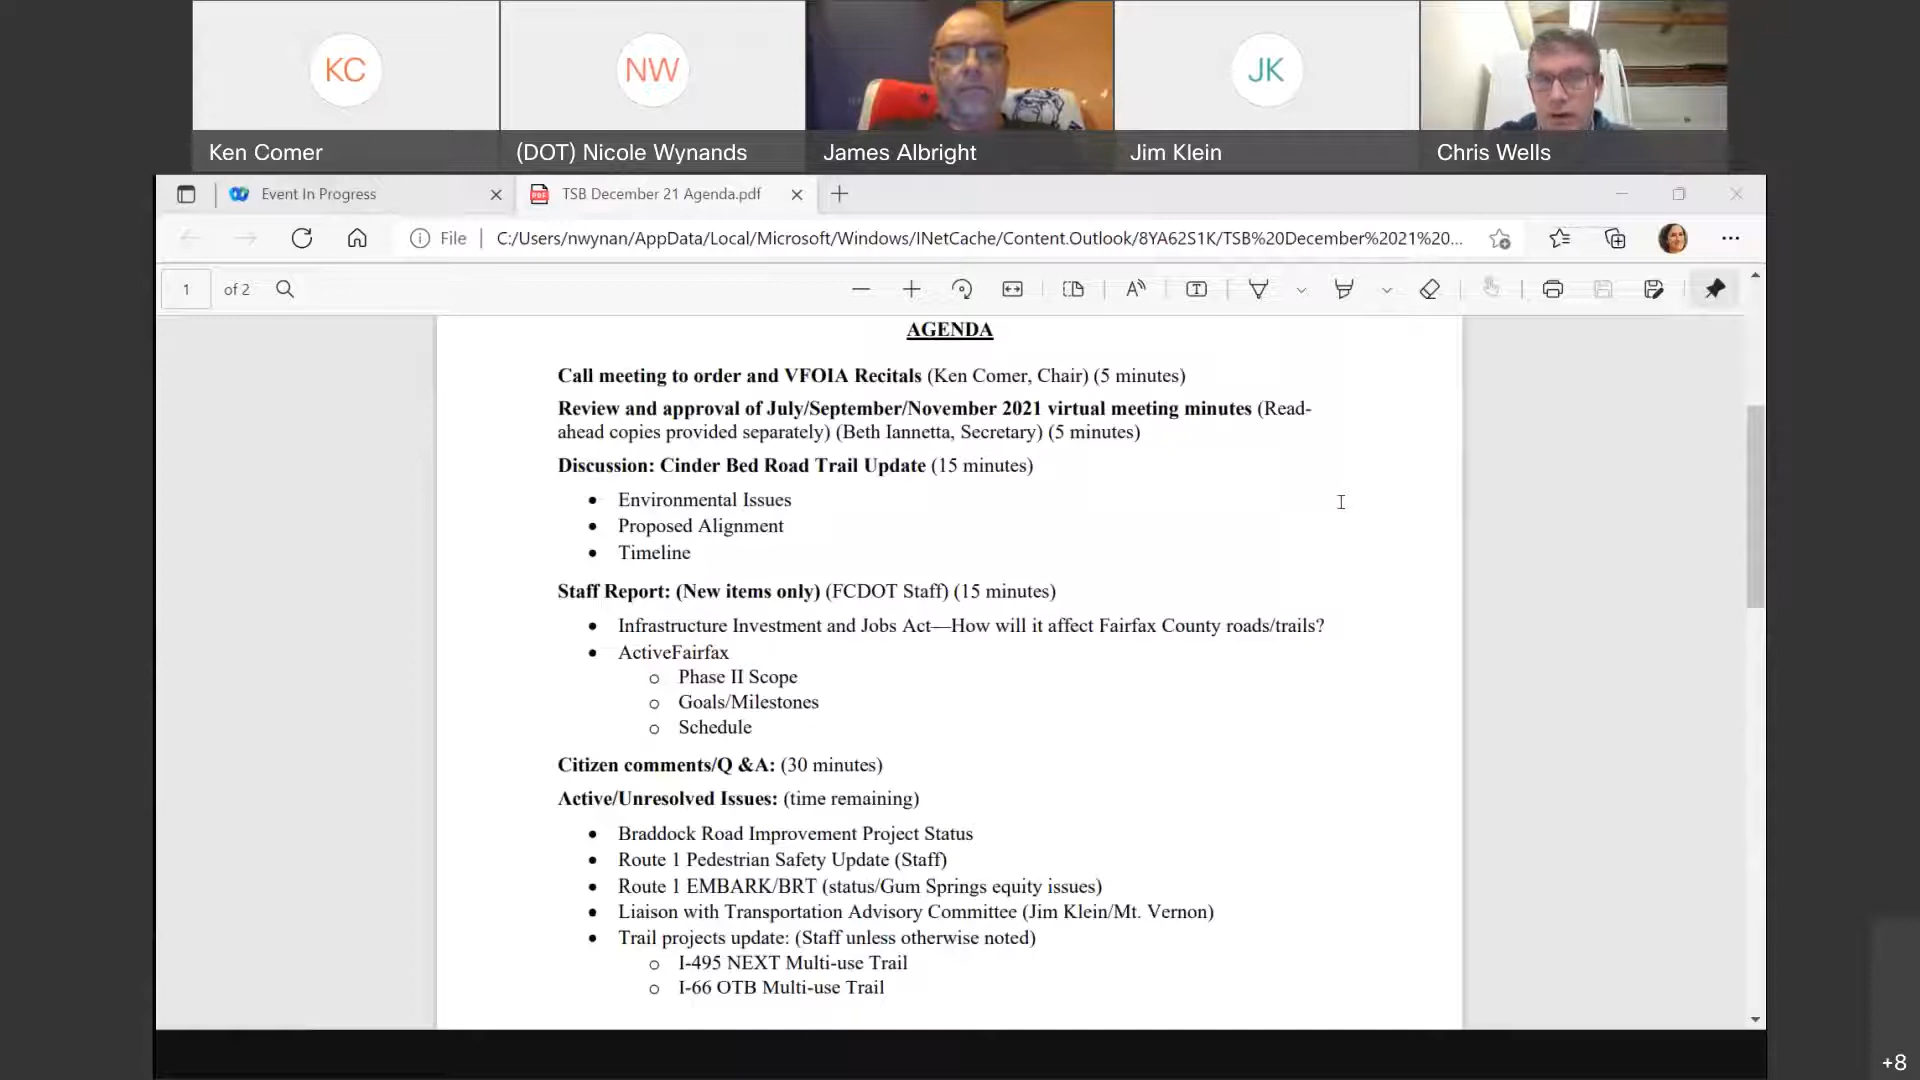 KC
NW
JK
Ken Comer
(DOT) Nicole Wynands
James Albright
Jim Klein
Chris Wells
Event In Progress
TSB December 21 Agenda.pdf
File
C:/Users/nwynan/AppData/Local/Microsoft/Windows/INetCache/Content.Outlook/8YA62S1K/TSB%20December%2021%20...
1 of 2
AGENDA
Call meeting to order and VFOIA Recitals (Ken Comer, Chair) (5 minutes)
Review and approval of July/September/November 2021 virtual meeting minutes (Read-
ahead copies provided separately) (Beth Iannetta, Secretary) (5 minutes)
Discussion: Cinder Bed Road Trail Update (15 minutes)
• Environmental Issues
• Proposed Alignment
• Timeline
Staff Report: (New items only) (FCDOT Staff) (15 minutes)
• Infrastructure Investment and Jobs Act—How will it affect Fairfax County roads/trails?
• ActiveFairfax
o Phase II Scope
o Goals/Milestones
o Schedule
Citizen comments/Q &A: (30 minutes)
Active/Unresolved Issues: (time remaining)
• Braddock Road Improvement Project Status
• Route 1 Pedestrian Safety Update (Staff)
• Route 1 EMBARK/BRT (status/Gum Springs equity issues)
• Liaison with Transportation Advisory Committee (Jim Klein/Mt. Vernon)
• Trail projects update: (Staff unless otherwise noted)
o I-495 NEXT Multi-use Trail
o I-66 OTB Multi-use Trail
+8